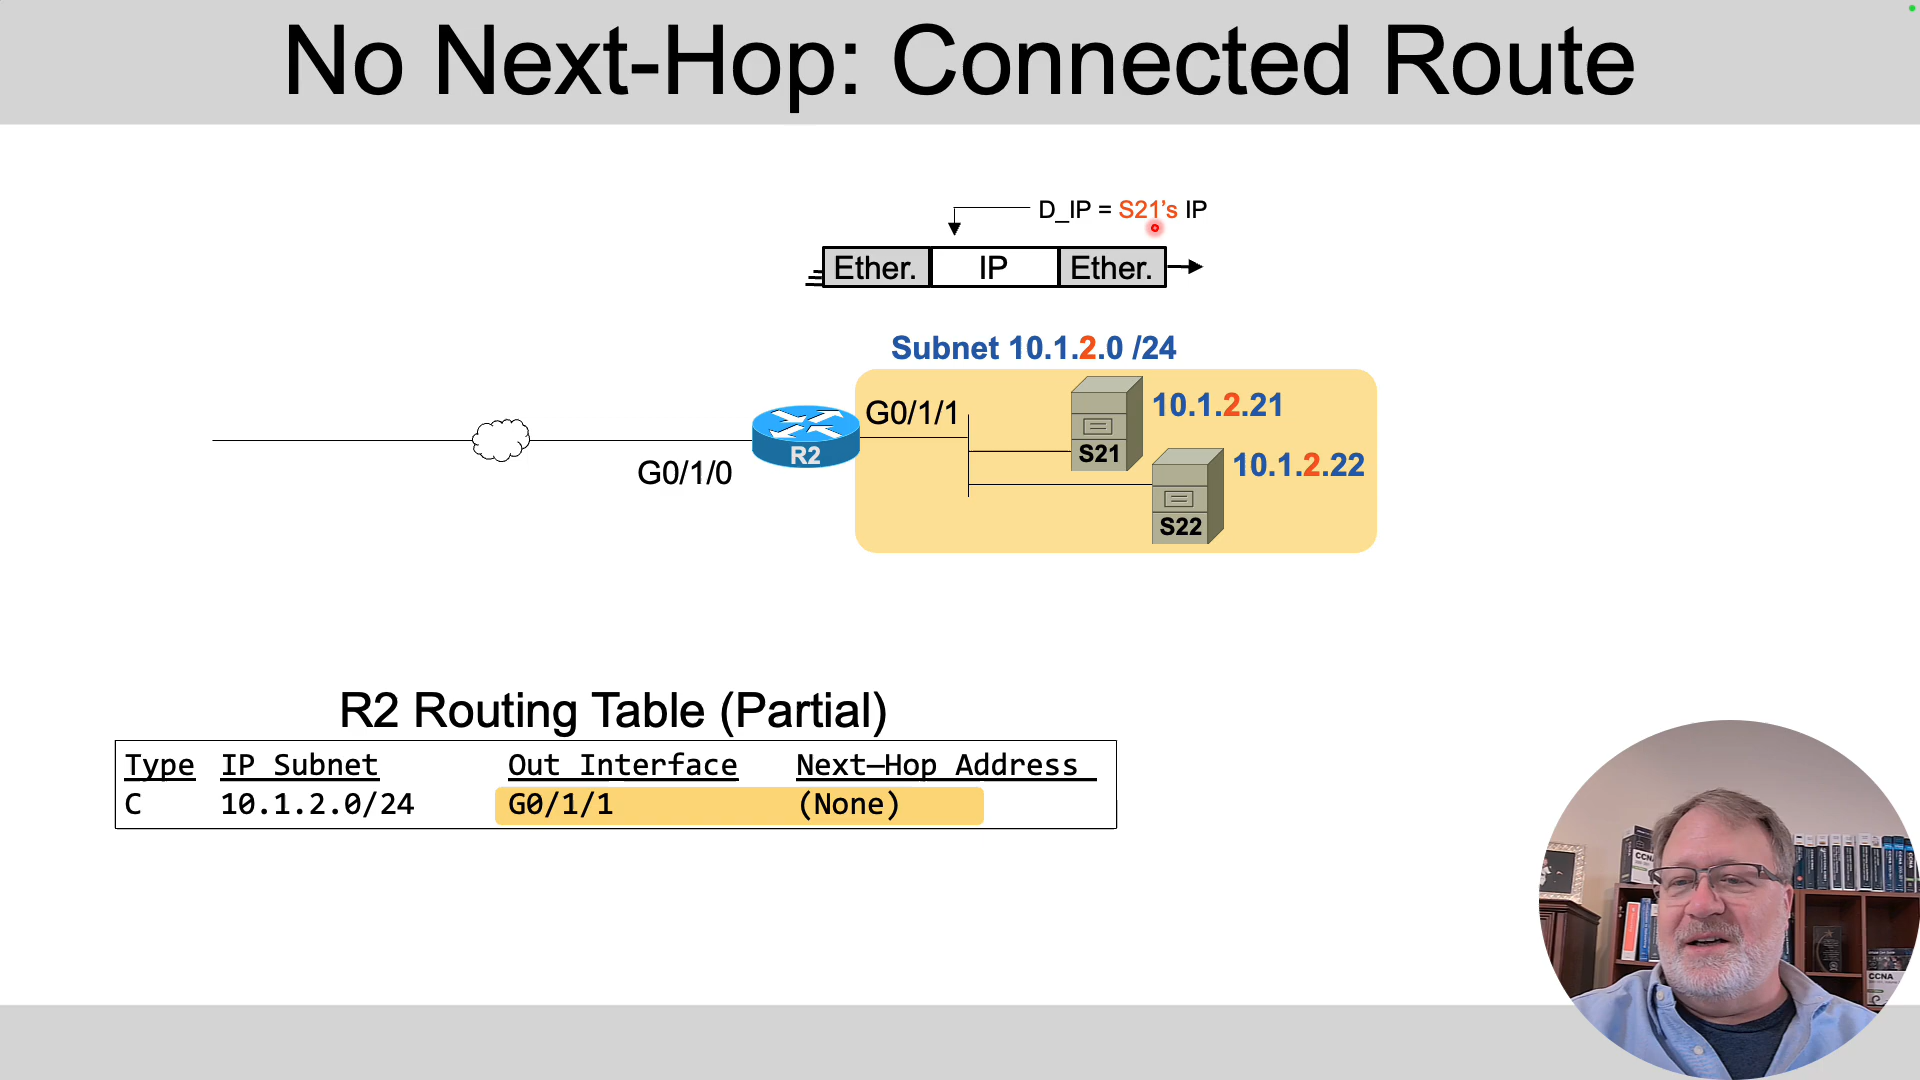 No Next-Hop: Connected Route
D_IP = S21's IP
Ether. IP Ether.
Subnet 10.1.2.0 /24
G0/1/1
10.1.2.21
S21
R2
G0/1/0
10.1.2.22
S22
R2 Routing Table (Partial)
Type IP Subnet Out Interface Next–Hop Address
C 10.1.2.0/24 G0/1/1 (None)
CCNA
CCNA